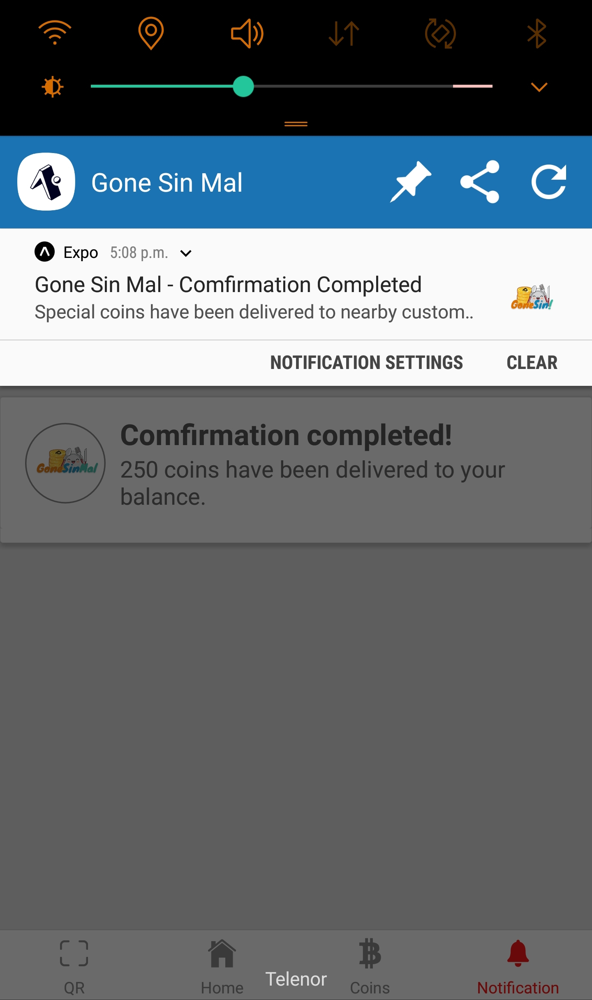 Gone Sin Mal
Expo 5:08 p.m.
Gone Sin Mal - Comfirmation Completed
Special coins have been delivered to nearby custom..
GoneSin!
NOTIFICATION SETTINGS CLEAR
Comfirmation completed!
250 coins have been delivered to your
balance.
GoneSinMal
Telenor
QR Home Coins Notification